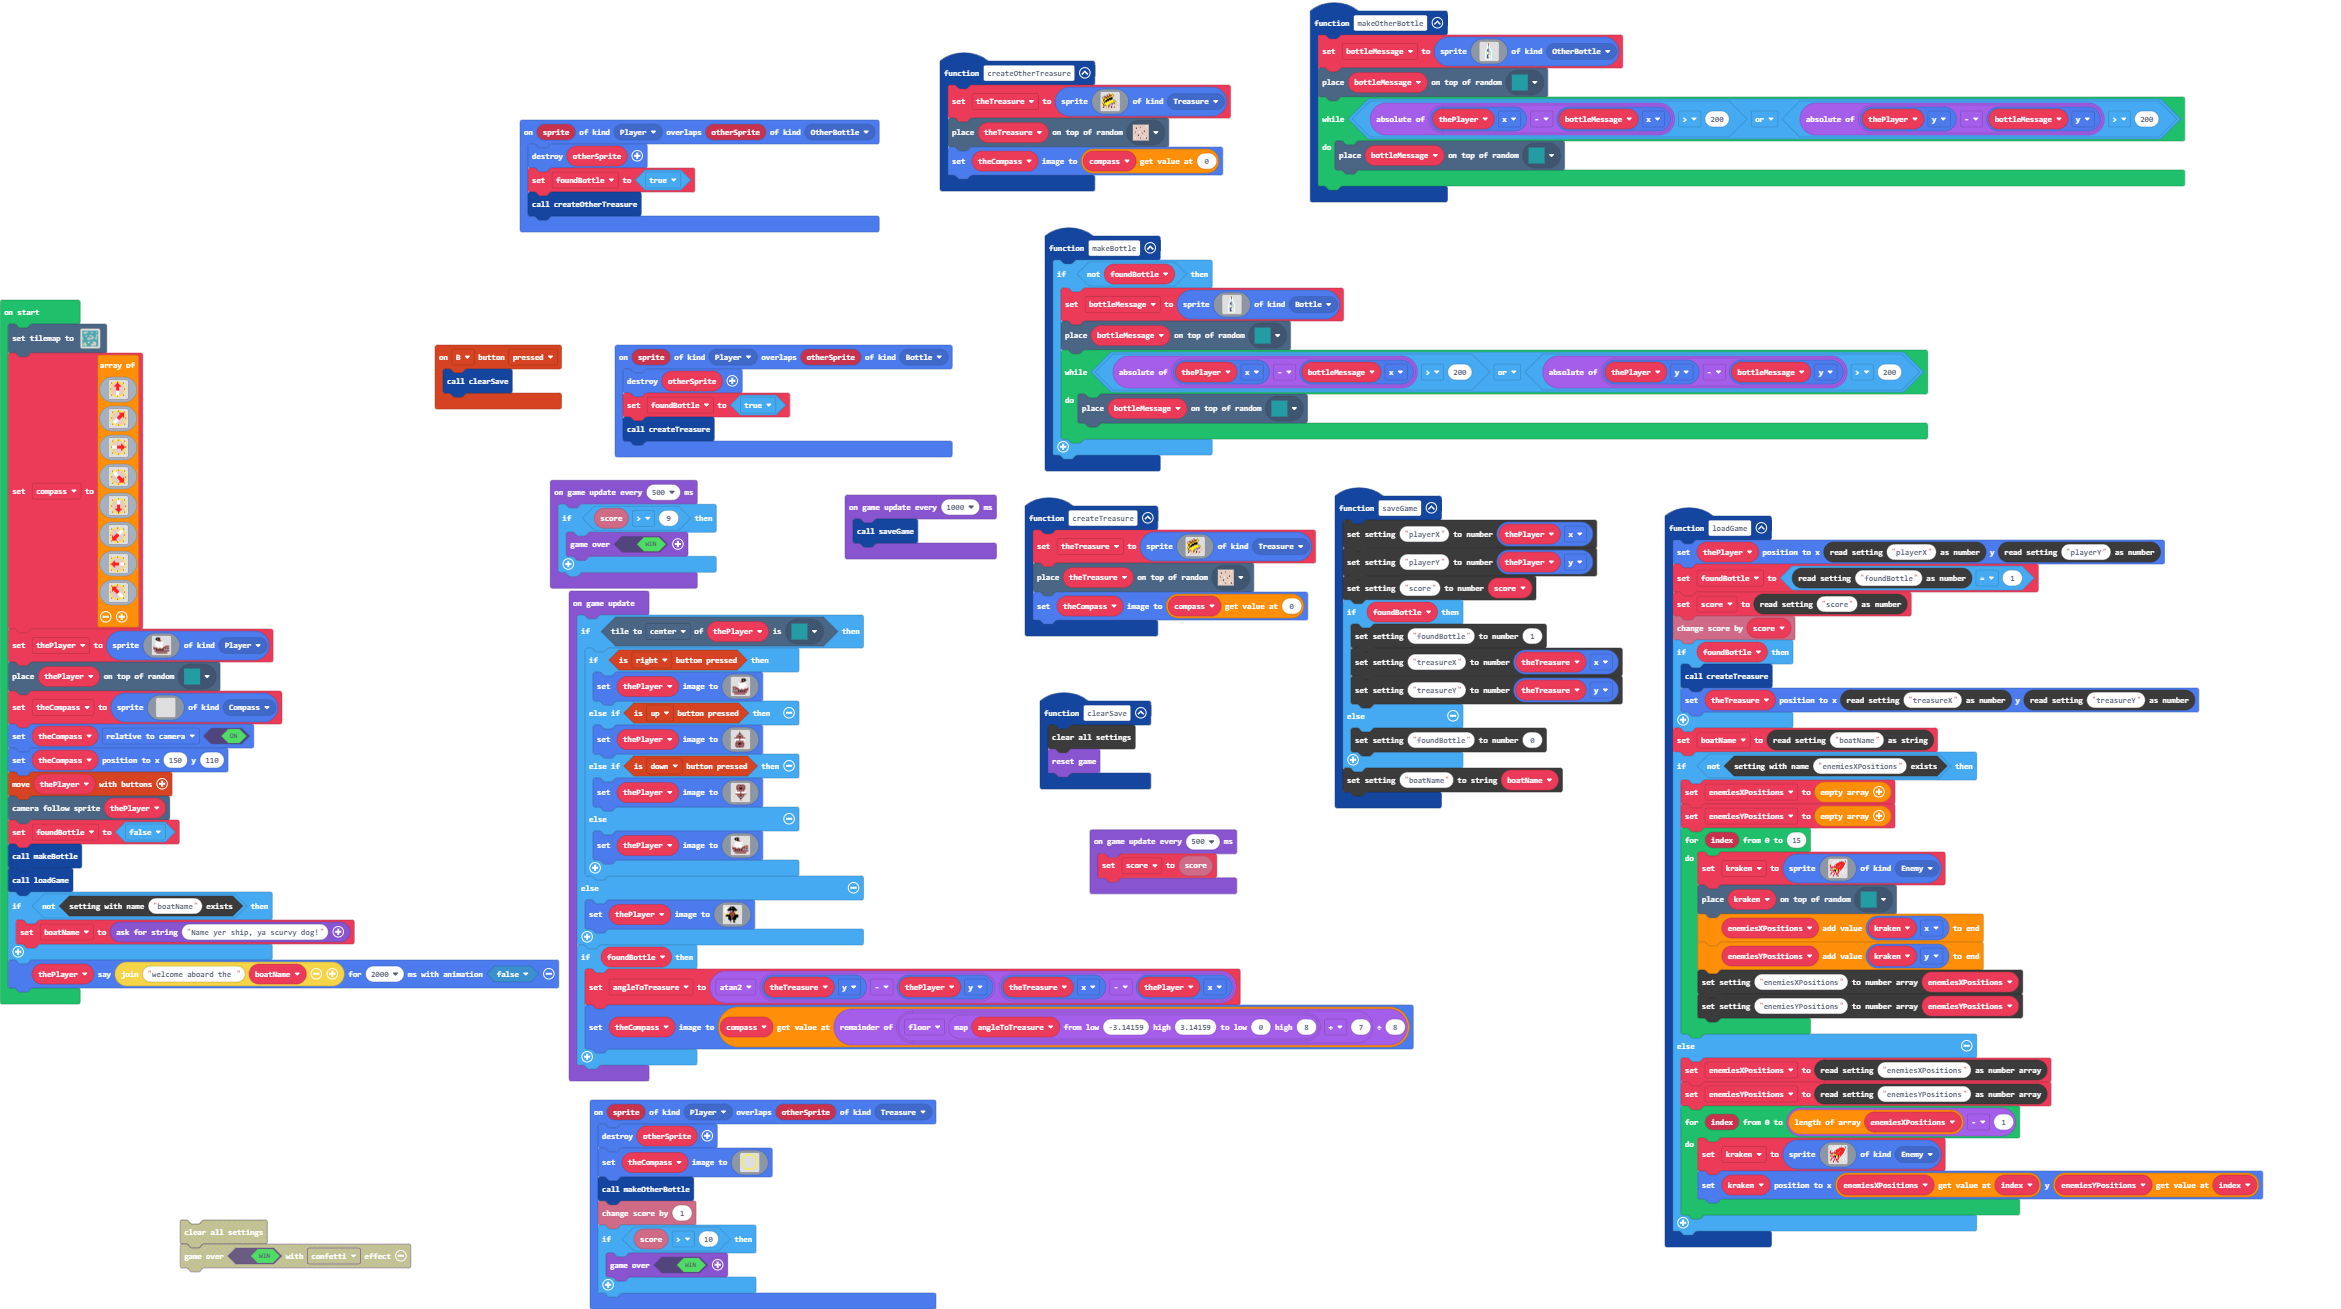 on start
set tilemap to
set compass to array of
set thePlayer to sprite of kind Player
place thePlayer on top of random
set theCompass to sprite of kind Compass
set theCompass relative to camera ON
set theCompass position to x 150 y 110
move thePlayer with buttons
camera follow sprite thePlayer
set foundBottle to false
call makeBottle
call loadGame
if not setting with name "boatName" exists then
set boatName to ask for string "Name yer ship, ya scurvy dog!"
thePlayer say join "welcome aboard the " boatName for 2000 ms with animation false
on B button pressed
call clearSave
on sprite of kind Player overlaps otherSprite of kind OtherBottle
destroy otherSprite
set foundBottle to true
call createOtherTreasure
on sprite of kind Player overlaps otherSprite of kind Bottle
destroy otherSprite
set foundBottle to true
call createTreasure
on game update every 500 ms
if score > 9 then
game over WIN
on game update every 1000 ms
call saveGame
on game update
if tile to center of thePlayer is then
if is right button pressed then
set thePlayer image to
else if is up button pressed then
set thePlayer image to
else if is down button pressed then
set thePlayer image to
else
set thePlayer image to
else
set thePlayer image to
if foundBottle then
set angleToTreasure to atan2 theTreasure y - thePlayer y theTreasure x - thePlayer x
set theCompass image to compass get value at remainder of floor map angleToTreasure from low -3.14159 high 3.14159 to low 0 high 8 + 7 ÷ 8
on sprite of kind Player overlaps otherSprite of kind Treasure
destroy otherSprite
set theCompass image to
call makeOtherBottle
change score by 1
if score > 10 then
game over WIN
clear all settings
game over WIN with confetti effect
function createOtherTreasure
set theTreasure to sprite of kind Treasure
place theTreasure on top of random
set theCompass image to compass get value at 0
function makeOtherBottle
set bottleMessage to sprite of kind OtherBottle
place bottleMessage on top of random
while absolute of thePlayer x - bottleMessage x > 200 or absolute of thePlayer y - bottleMessage y > 200
do place bottleMessage on top of random
function makeBottle
if not foundBottle then
set bottleMessage to sprite of kind Bottle
place bottleMessage on top of random
while absolute of thePlayer x - bottleMessage x > 200 or absolute of thePlayer y - bottleMessage y > 200
do place bottleMessage on top of random
function createTreasure
set theTreasure to sprite of kind Treasure
place theTreasure on top of random
set theCompass image to compass get value at 0
function clearSave
clear all settings
reset game
on game update every 500 ms
set score to score
function saveGame
set setting "playerX" to number thePlayer x
set setting "playerY" to number thePlayer y
set setting "score" to number score
if foundBottle then
set setting "foundBottle" to number 1
set setting "treasureX" to number theTreasure x
set setting "treasureY" to number theTreasure y
else
set setting "foundBottle" to number 0
set setting "boatName" to string boatName
function loadGame
set thePlayer position to x read setting "playerX" as number y read setting "playerY" as number
set foundBottle to read setting "foundBottle" as number = 1
set score to read setting "score" as number
change score by score
if foundBottle then
call createTreasure
set theTreasure position to x read setting "treasureX" as number y read setting "treasureY" as number
set boatName to read setting "boatName" as string
if not setting with name "enemiesXPositions" exists then
set enemiesXPositions to empty array
set enemiesYPositions to empty array
for index from 0 to 15
do set kraken to sprite of kind Enemy
place kraken on top of random
enemiesXPositions add value kraken x to end
enemiesYPositions add value kraken y to end
set setting "enemiesXPositions" to number array enemiesXPositions
set setting "enemiesYPositions" to number array enemiesYPositions
else
set enemiesXPositions to read setting "enemiesXPositions" as number array
set enemiesYPositions to read setting "enemiesYPositions" as number array
for index from 0 to length of array enemiesXPositions - 1
do set kraken to sprite of kind Enemy
set kraken position to x enemiesXPositions get value at index y enemiesYPositions get value at index